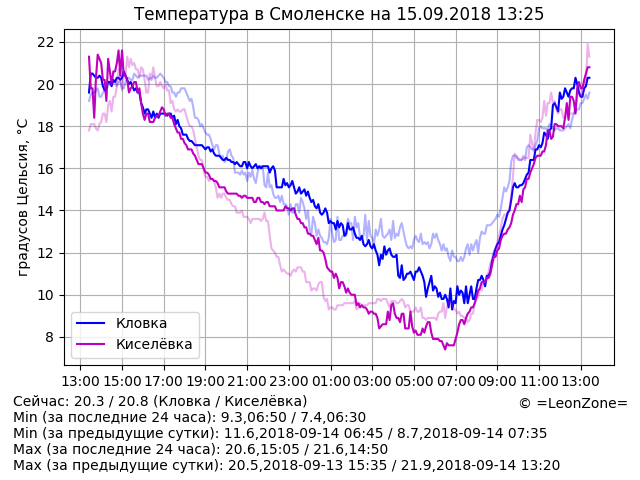 Температура в Смоленске на 15.09.2018 13:25
градусов Цельсия, °C
22
20
18
16
14
12
10
8
Кловка
Киселёвка
13:00 15:00 17:00 19:00 21:00 23:00 01:00 03:00 05:00 07:00 09:00 11:00 13:00
Сейчас: 20.3 / 20.8 (Кловка / Киселёвка)
© =LeonZone=
Min (за последние 24 часа): 9.3,06:50 / 7.4,06:30
Min (за предыдущие сутки): 11.6,2018-09-14 06:45 / 8.7,2018-09-14 07:35
Max (за последние 24 часа): 20.6,15:05 / 21.6,14:50
Max (за предыдущие сутки): 20.5,2018-09-13 15:35 / 21.9,2018-09-14 13:20